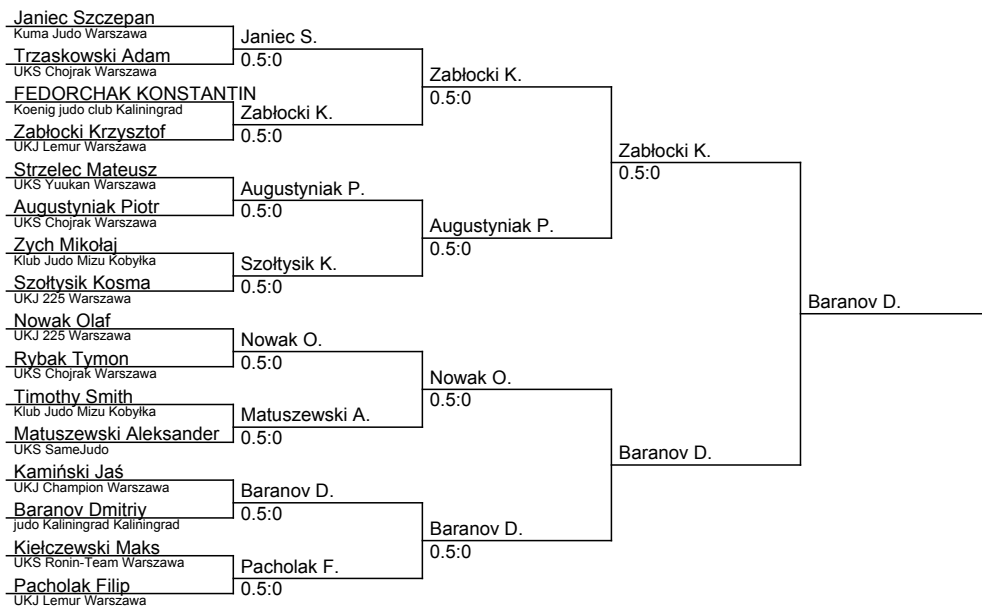 Janiec Szczepan
Kuma Judo Warszawa
Trzaskowski Adam
UKS Chojrak Warszawa
FEDORCHAK KONSTANTIN
Koenig judo club Kaliningrad
Zabłocki Krzysztof
UKJ Lemur Warszawa
Strzelec Mateusz
UKS Yuukan Warszawa
Augustyniak Piotr
UKS Chojrak Warszawa
Zych Mikołaj
Klub Judo Mizu Kobyłka
Szołtysik Kosma
UKJ 225 Warszawa
Nowak Olaf
UKJ 225 Warszawa
Rybak Tymon
UKS Chojrak Warszawa
Timothy Smith
Klub Judo Mizu Kobyłka
Matuszewski Aleksander
UKS SameJudo
Kamiński Jaś
UKJ Champion Warszawa
Baranov Dmitriy
judo Kaliningrad Kaliningrad
Kiełczewski Maks
UKS Ronin-Team Warszawa
Pacholak Filip
UKJ Lemur Warszawa
Janiec S.
0.5:0
Zabłocki K.
0.5:0
Augustyniak P.
0.5:0
Szołtysik K.
0.5:0
Nowak O.
0.5:0
Matuszewski A.
0.5:0
Baranov D.
0.5:0
Pacholak F.
0.5:0
Zabłocki K.
0.5:0
Augustyniak P.
0.5:0
Nowak O.
0.5:0
Baranov D.
0.5:0
Zabłocki K.
0.5:0
Baranov D.
Baranov D.